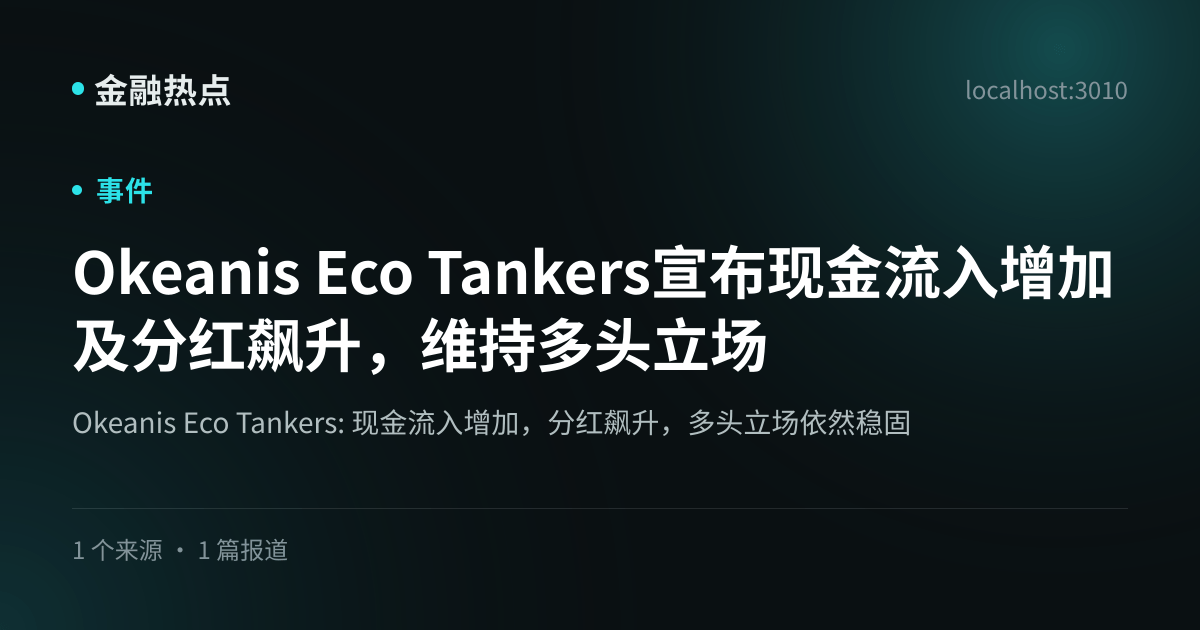 金融热点
localhost:3010
事件
Okeanis Eco Tankers宣布现金流入增加
及分红飙升，维持多头立场
Okeanis Eco Tankers: 现金流入增加，分红飙升，多头立场依然稳固
1 个来源 · 1 篇报道